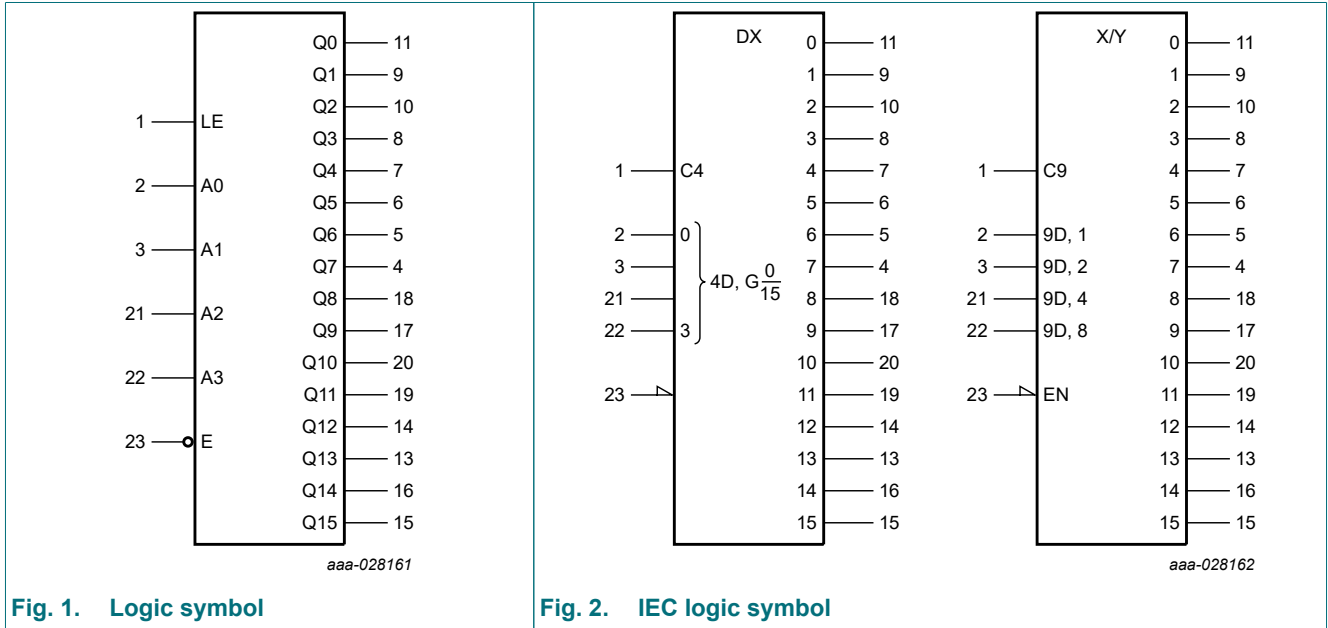 Q0 11
Q1 9
Q2 10
1 LE
Q3 8
Q4 7
2 A0
Q5 6
Q6 5
3 A1
Q7 4
Q8 18
21 A2
Q9 17
Q10 20
22 A3
Q11 19
Q12 14
23 E
Q13 13
Q14 16
Q15 15
aaa-028161
Fig. 1. Logic symbol
DX
0 11
1 9
2 10
3 8
1 C4 4 7
5 6
2 0 6 5
3 7 4
4D, G 0/15
21 8 18
22 3 9 17
10 20
23 11 19
12 14
13 13
14 16
15 15
X/Y
0 11
1 9
2 10
3 8
1 C9 4 7
5 6
2 9D, 1 6 5
3 9D, 2 7 4
21 9D, 4 8 18
22 9D, 8 9 17
10 20
23 EN 11 19
12 14
13 13
14 16
15 15
aaa-028162
Fig. 2. IEC logic symbol